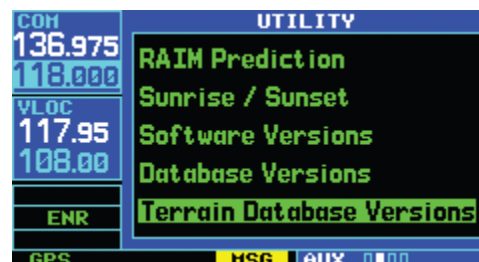 COM
136.975
118.000
VLOC
117.95
108.00
ENR
GPS
UTILITY
RAIM Prediction
Sunrise / Sunset
Software Versions
Database Versions
Terrain Database Versions
MSG
AUX